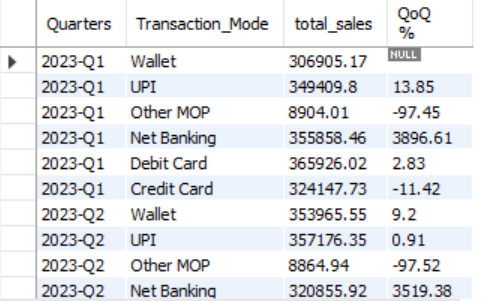 Quarters Transaction_Mode total_sales QoQ %
2023-Q1 Wallet 306905.17 NULL
2023-Q1 UPI 349409.8 13.85
2023-Q1 Other MOP 8904.01 -97.45
2023-Q1 Net Banking 355858.46 3896.61
2023-Q1 Debit Card 365926.02 2.83
2023-Q1 Credit Card 324147.73 -11.42
2023-Q2 Wallet 353965.55 9.2
2023-Q2 UPI 357176.35 0.91
2023-Q2 Other MOP 8864.94 -97.52
2023-Q2 Net Banking 320855.92 3519.38